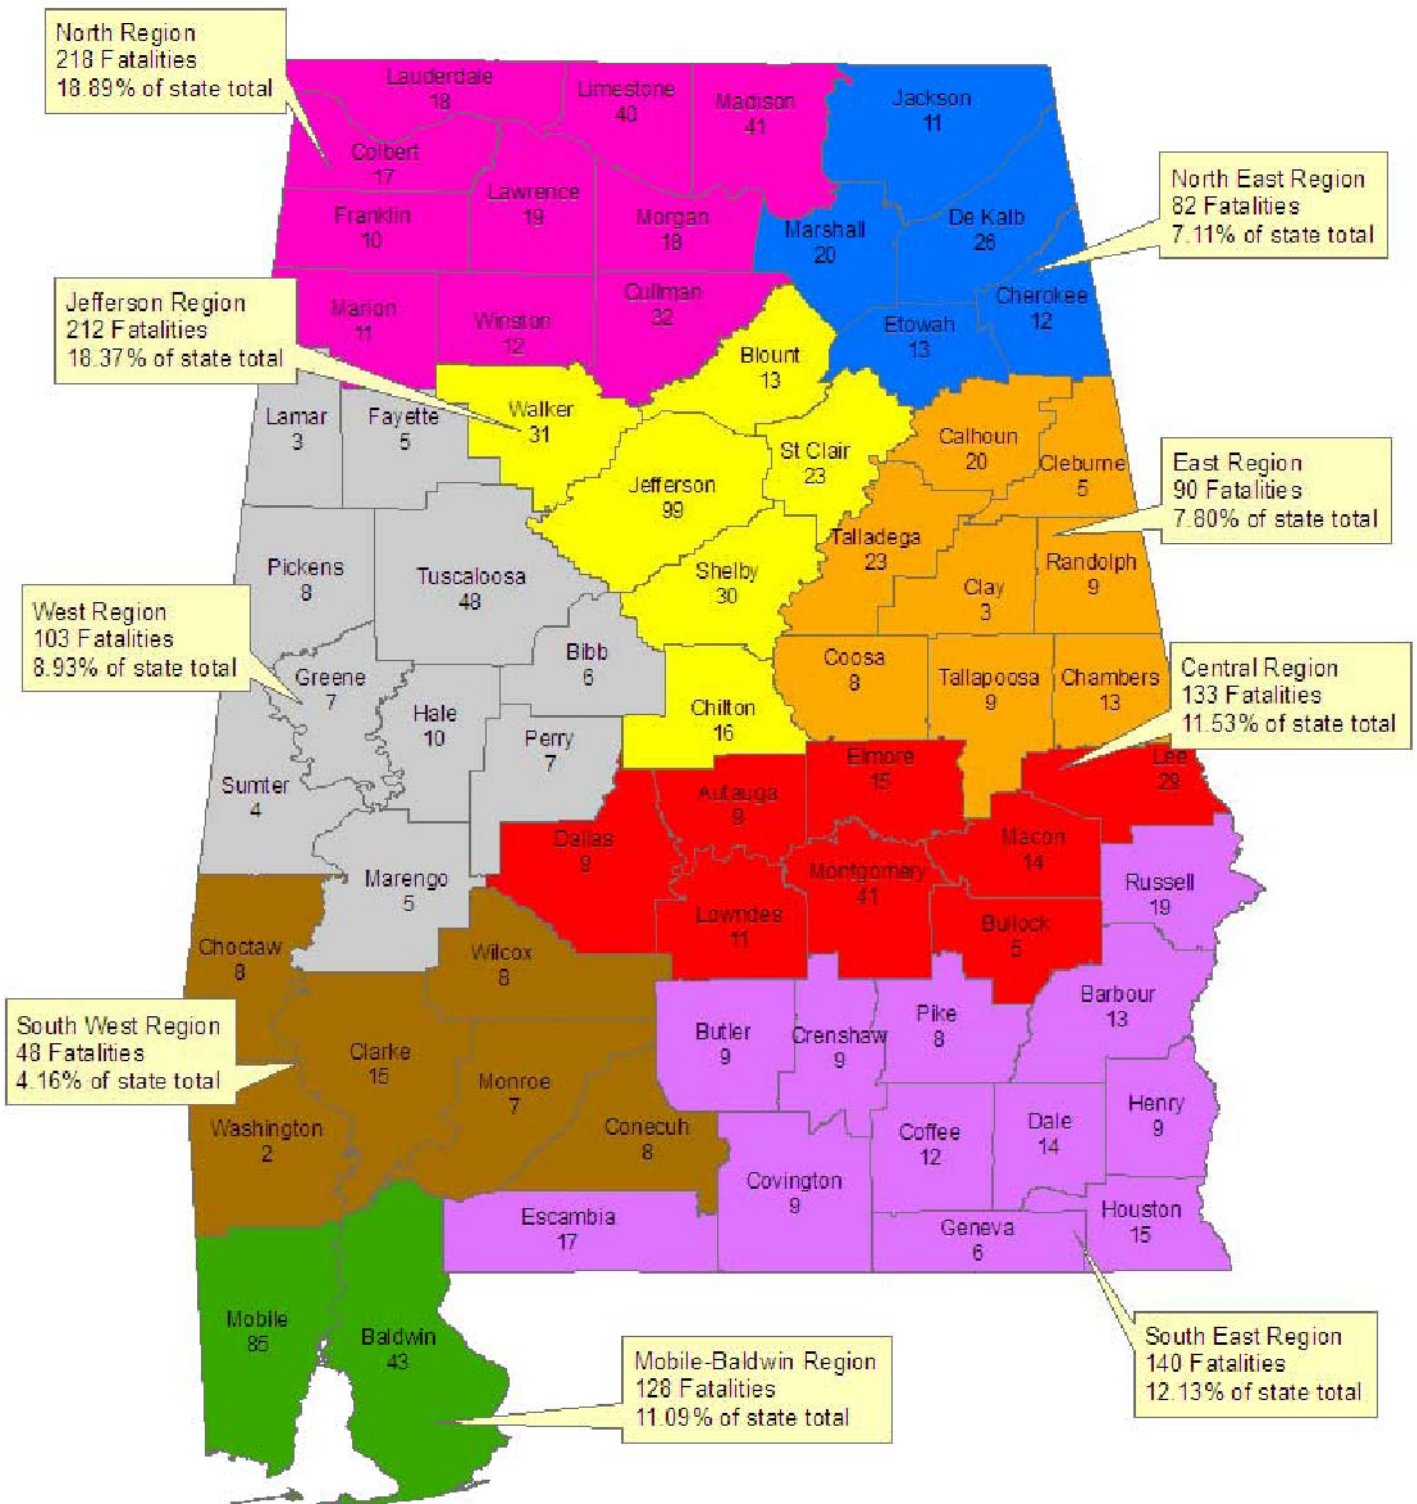 North Region
218 Fatalities
18.89% of state total
Lauderdale
18
Limestone
40
Madison
41
Jackson
11
Colbert
17
Lawrence
19
Franklin
10
Morgan
18
Marshall
20
De Kalb
26
North East Region
82 Fatalities
7.11% of state total
Jefferson Region
212 Fatalities
18.37% of state total
Marion
11
Winston
12
Cullman
32
Etowah
13
Cherokee
12
Blount
13
Lamar
3
Fayette
5
Walker
31
St Clair
23
Calhoun
20
Cleburne
5
East Region
90 Fatalities
7.80% of state total
Jefferson
99
Talladega
23
Pickens
8
Tuscaloosa
48
Shelby
30
Clay
3
Randolph
9
West Region
103 Fatalities
8.93% of state total
Greene
7
Bibb
6
Coosa
8
Tallapoosa
9
Chambers
13
Central Region
133 Fatalities
11.53% of state total
Hale
10
Perry
7
Chilton
16
Sumter
4
Elmore
15
Lee
29
Autauga
9
Dallas
9
Macon
14
Marengo
5
Montgomery
41
Russell
19
Lowndes
11
Bullock
5
Choctaw
8
Wilcox
8
South West Region
48 Fatalities
4.16% of state total
Clarke
15
Monroe
7
Butler
9
Crenshaw
9
Pike
8
Barbour
13
Washington
2
Conecuh
8
Coffee
12
Dale
14
Henry
9
Covington
9
Escambia
17
Geneva
6
Houston
15
Mobile
85
Baldwin
43
Mobile-Baldwin Region
128 Fatalities
11.09% of state total
South East Region
140 Fatalities
12.13% of state total